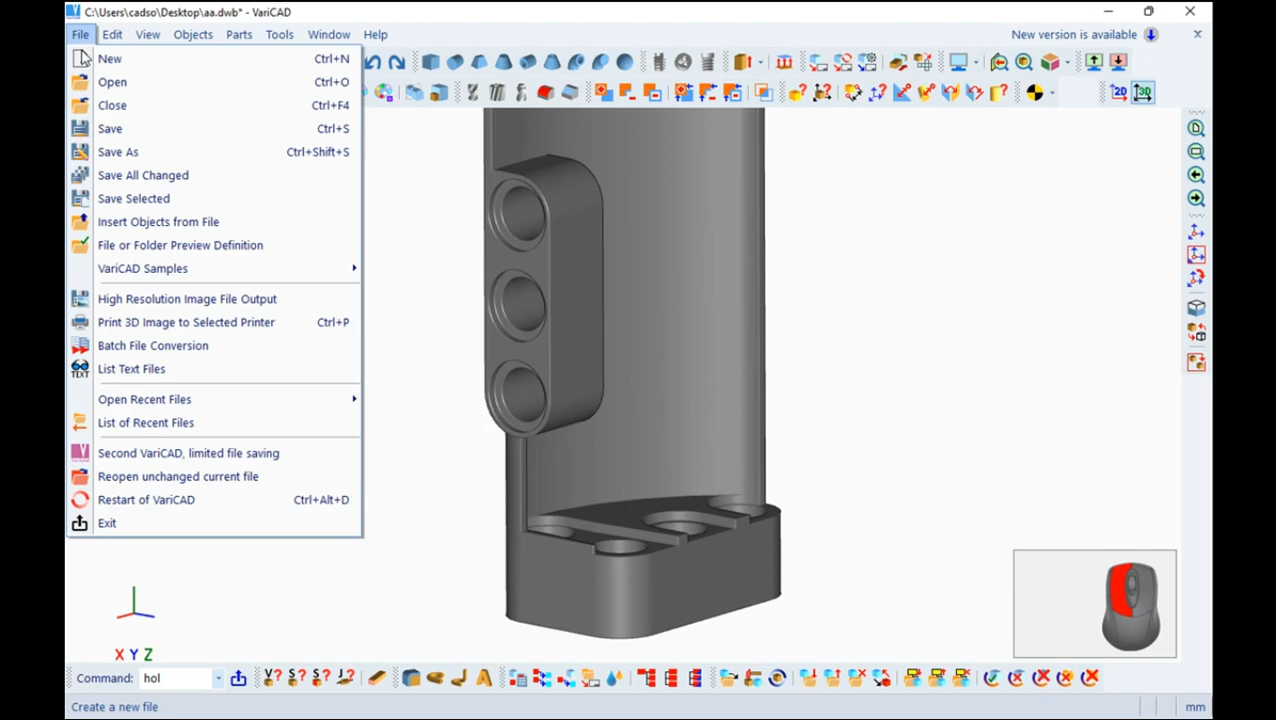 C:\Users\cadso\Desktop\aa.dwb* - VariCAD
File Edit View Objects Parts Tools Window Help New version is available
New Ctrl+N
Open Ctrl+O
Close Ctrl+F4
Save Ctrl+S
Save As Ctrl+Shift+S
Save All Changed
Save Selected
Insert Objects from File
File or Folder Preview Definition
VariCAD Samples
High Resolution Image File Output
Print 3D Image to Selected Printer Ctrl+P
Batch File Conversion
TEXT List Text Files
Open Recent Files
List of Recent Files
Second VariCAD, limited file saving
Reopen unchanged current file
Restart of VariCAD Ctrl+Alt+D
Exit
2D 3D
X Y Z
Command: hol
V? S? S? J?
Create a new file mm